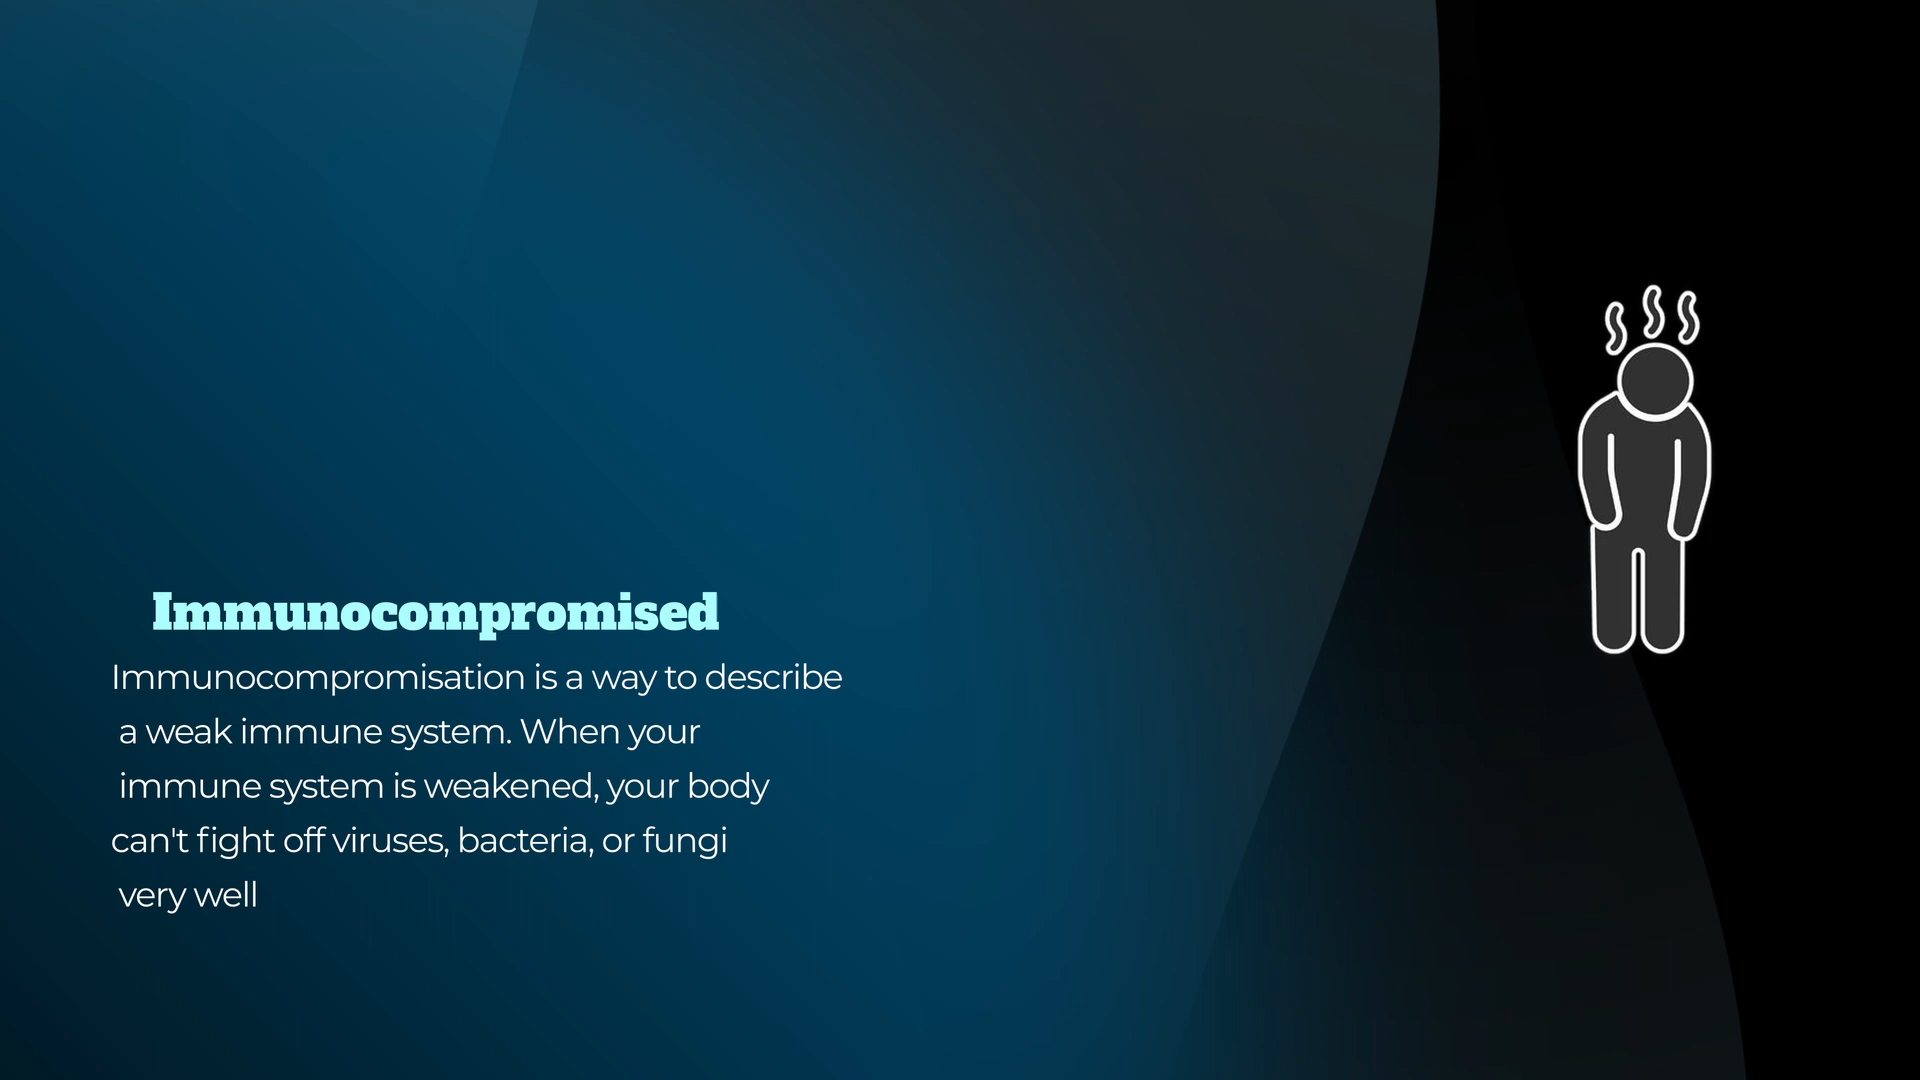 Immunocompromised
Immunocompromisation is a way to describe
a weak immune system. When your
immune system is weakened, your body
can't fight off viruses, bacteria, or fungi
very well